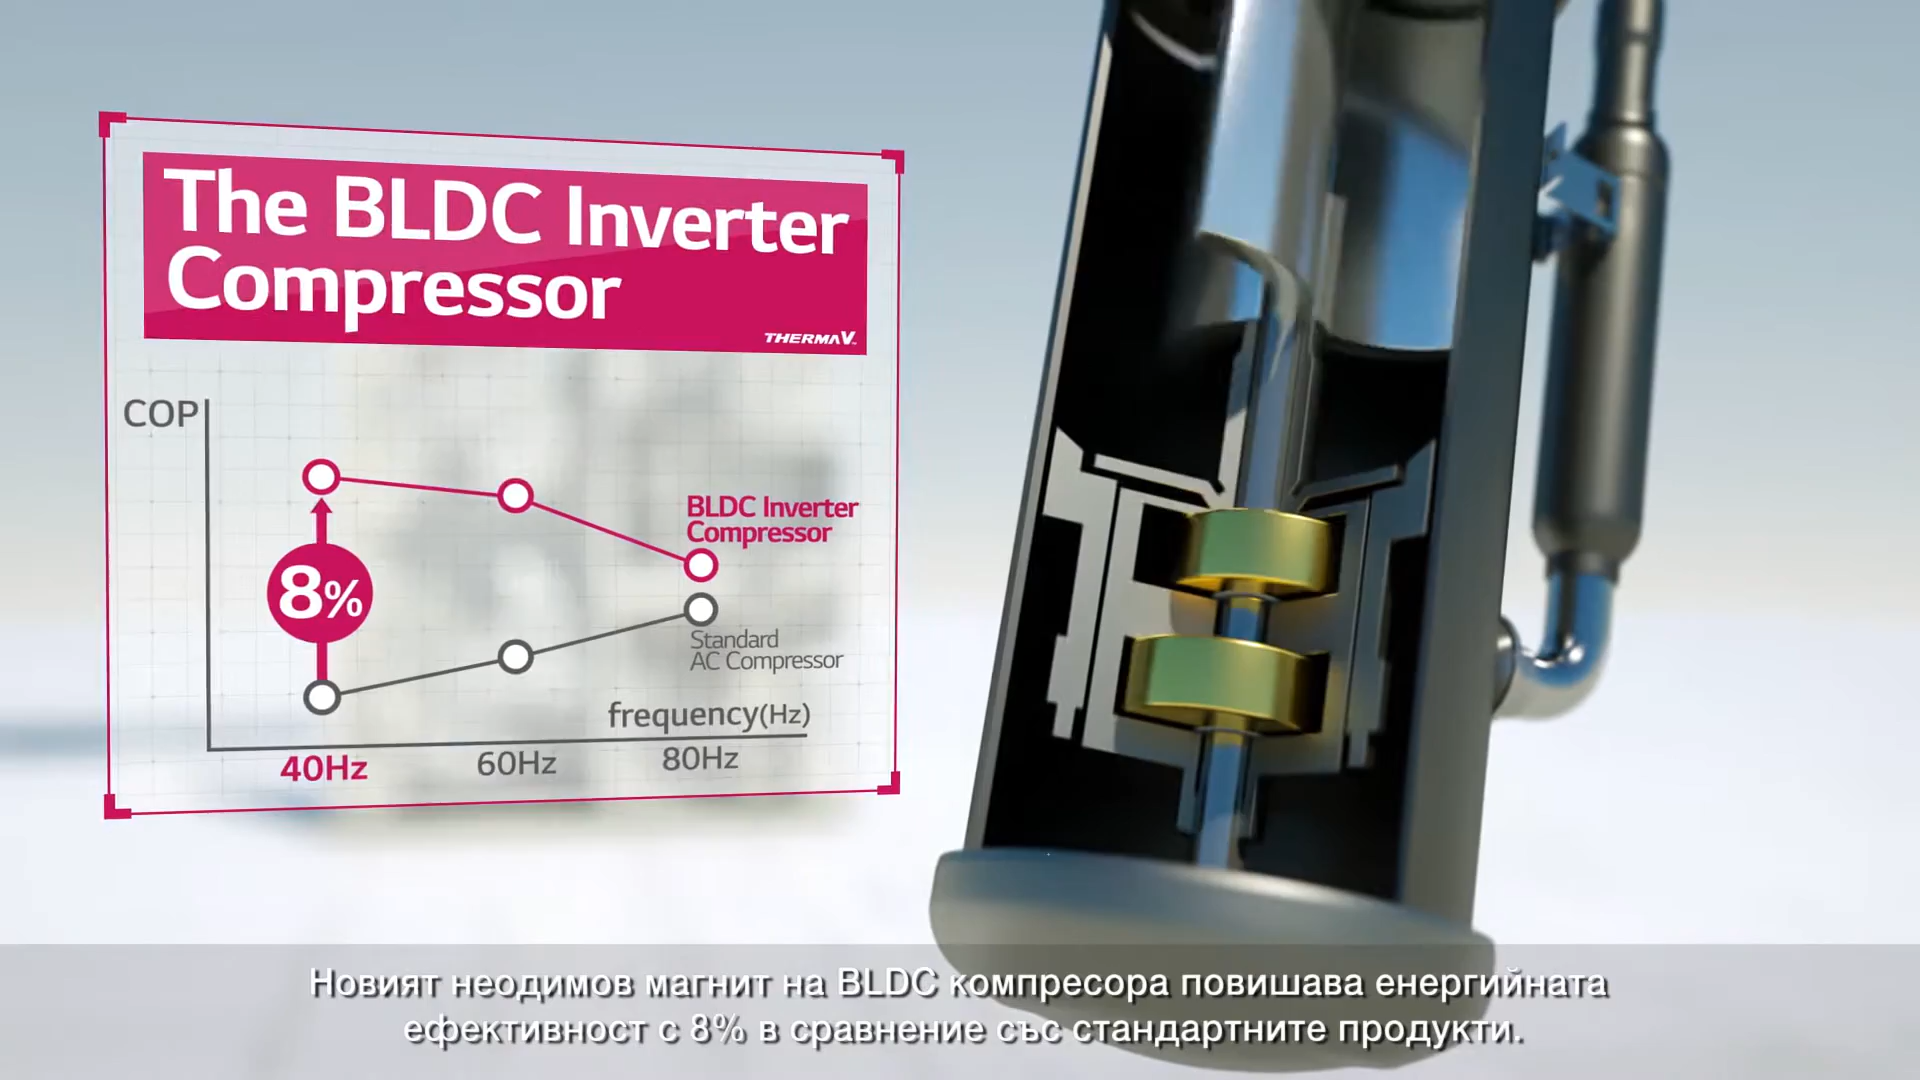 The BLDC Inverter
Compressor
THERMA V™
COP
8%
BLDC Inverter
Compressor
Standard
AC Compressor
frequency(Hz)
40Hz 60Hz 80Hz
Новият неодимов магнит на BLDC компресора повишава енергийната
ефективност с 8% в сравнение със стандартните продукти.